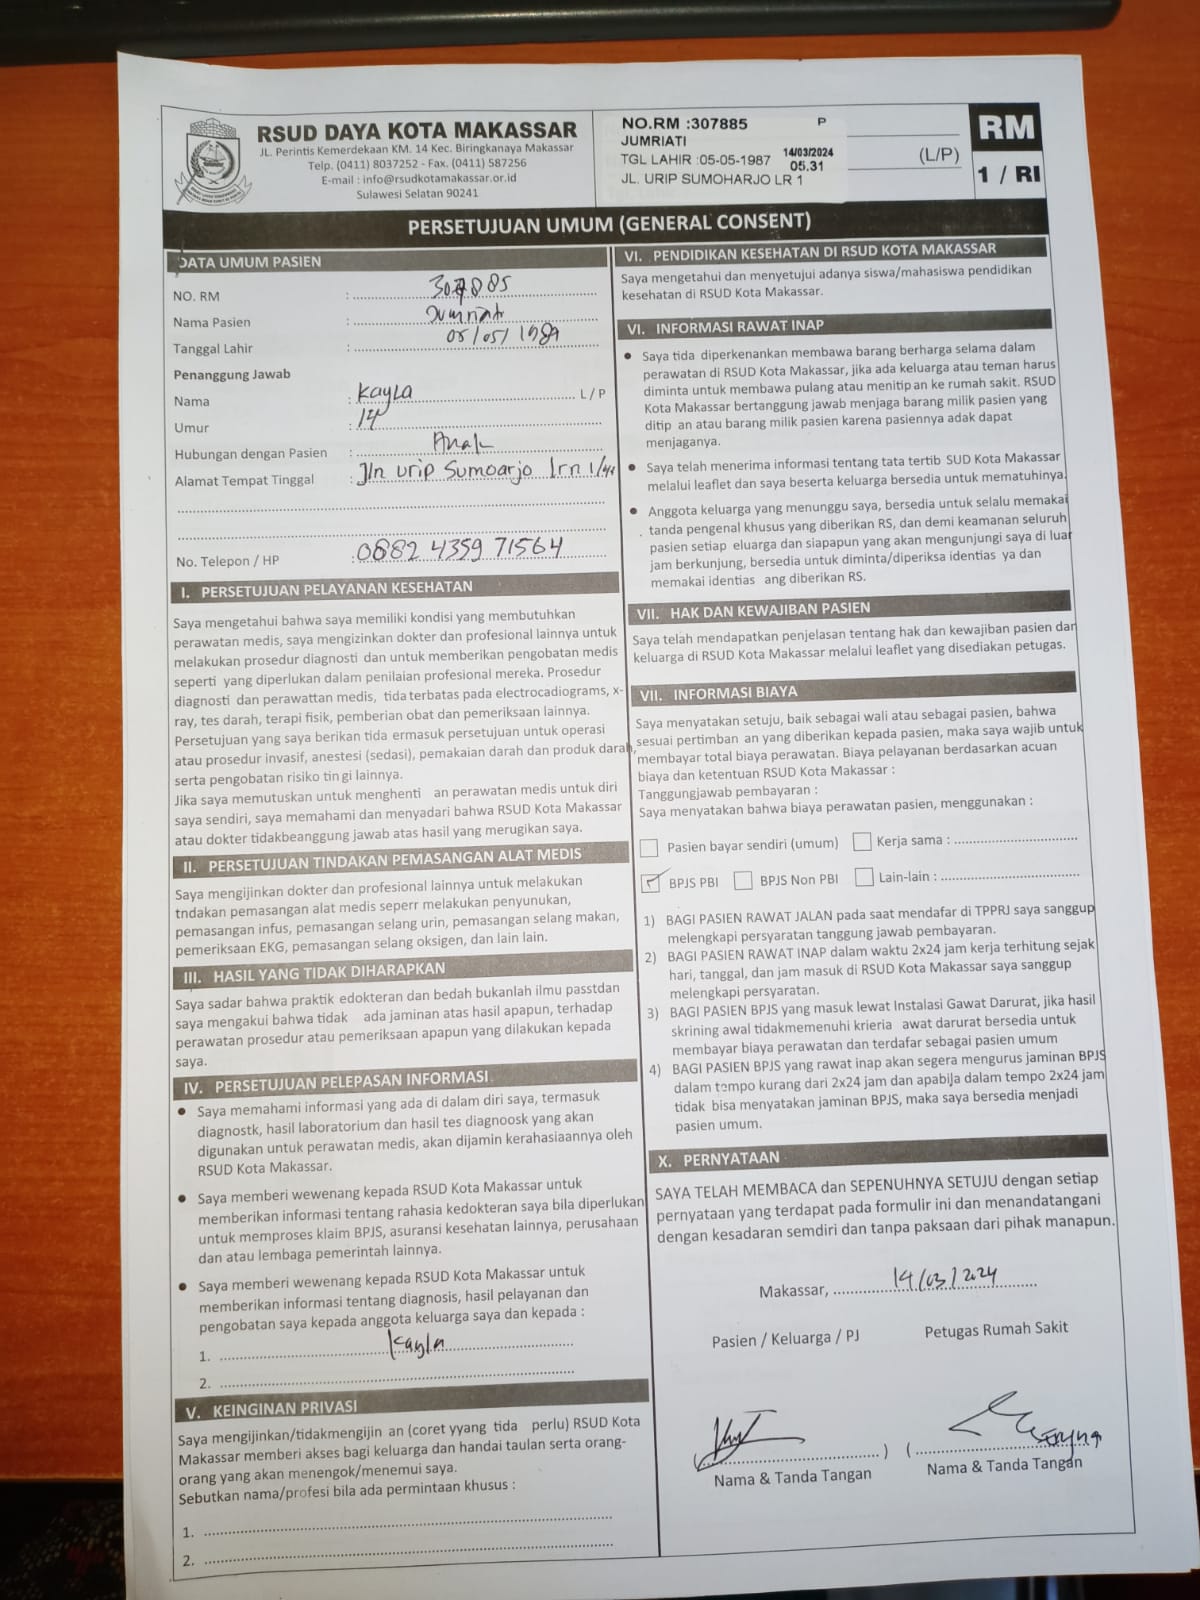 RSUD DAYA KOTA MAKASSAR
JL. Perintis Kemerdekaan KM. 14 Kec. Biringkanaya Makassar
Telp. (0411) 8037252 - Fax. (0411) 587256
E-mail : info@rsudkotamakassar.or.id
Sulawesi Selatan 90241
NO.RM :307885 P
JUMRIATI
TGL LAHIR :05-05-1987 14/03/2024
05.31
JL. URIP SUMOHARJO LR 1
(L/P)
RM
1 / RI
PERSETUJUAN UMUM (GENERAL CONSENT)
DATA UMUM PASIEN
NO. RM : 307885
Nama Pasien : Jumriati
Tanggal Lahir : 05/05/1987
Penanggung Jawab
Nama : Kayla L / P
Umur : 14
Hubungan dengan Pasien : Anak
Alamat Tempat Tinggal : Jln Urip Sumoarjo lrn 1
No. Telepon / HP : 0882 4359 71564
I. PERSETUJUAN PELAYANAN KESEHATAN
Saya mengetahui bahwa saya memiliki kondisi yang membutuhkan
perawatan medis, saya mengizinkan dokter dan profesional lainnya untuk
melakukan prosedur diagnosti dan untuk memberikan pengobatan medis
seperti yang diperlukan dalam penilaian profesional mereka. Prosedur
diagnosti dan perawattan medis, tida terbatas pada electrocadiograms, x-
ray, tes darah, terapi fisik, pemberian obat dan pemeriksaan lainnya.
Persetujuan yang saya berikan tida ermasuk persetujuan untuk operasi
atau prosedur invasif, anestesi (sedasi), pemakaian darah dan produk darah,
serta pengobatan risiko tin gi lainnya.
Jika saya memutuskan untuk menghenti an perawatan medis untuk diri
saya sendiri, saya memahami dan menyadari bahwa RSUD Kota Makassar
atau dokter tidakbeanggung jawab atas hasil yang merugikan saya.
II. PERSETUJUAN TINDAKAN PEMASANGAN ALAT MEDIS
Saya mengijinkan dokter dan profesional lainnya untuk melakukan
tndakan pemasangan alat medis seperr melakukan penyunukan,
pemasangan infus, pemasangan selang urin, pemasangan selang makan,
pemeriksaan EKG, pemasangan selang oksigen, dan lain lain.
III. HASIL YANG TIDAK DIHARAPKAN
Saya sadar bahwa praktik edokteran dan bedah bukanlah ilmu passtdan
saya mengakui bahwa tidak ada jaminan atas hasil apapun, terhadap
perawatan prosedur atau pemeriksaan apapun yang dilakukan kepada
saya.
IV. PERSETUJUAN PELEPASAN INFORMASI
• Saya memahami informasi yang ada di dalam diri saya, termasuk
diagnostk, hasil laboratorium dan hasil tes diagnoosk yang akan
digunakan untuk perawatan medis, akan dijamin kerahasiaannya oleh
RSUD Kota Makassar.
• Saya memberi wewenang kepada RSUD Kota Makassar untuk
memberikan informasi tentang rahasia kedokteran saya bila diperlukan
untuk memproses klaim BPJS, asuransi kesehatan lainnya, perusahaan
dan atau lembaga pemerintah lainnya.
• Saya memberi wewenang kepada RSUD Kota Makassar untuk
memberikan informasi tentang diagnosis, hasil pelayanan dan
pengobatan saya kepada anggota keluarga saya dan kepada :
1. Kayla
2.
V. KEINGINAN PRIVASI
Saya mengijinkan/tidakmengijin an (coret yyang tida perlu) RSUD Kota
Makassar memberi akses bagi keluarga dan handai taulan serta orang-
orang yang akan menengok/menemui saya.
Sebutkan nama/profesi bila ada permintaan khusus :
1.
2.
VI. PENDIDIKAN KESEHATAN DI RSUD KOTA MAKASSAR
Saya mengetahui dan menyetujui adanya siswa/mahasiswa pendidikan
kesehatan di RSUD Kota Makassar.
VI. INFORMASI RAWAT INAP
• Saya tida diperkenankan membawa barang berharga selama dalam
perawatan di RSUD Kota Makassar, jika ada keluarga atau teman harus
diminta untuk membawa pulang atau menitip an ke rumah sakit. RSUD
Kota Makassar bertanggung jawab menjaga barang milik pasien yang
ditip an atau barang milik pasien karena pasiennya adak dapat
menjaganya.
• Saya telah menerima informasi tentang tata tertib SUD Kota Makassar
melalui leaflet dan saya beserta keluarga bersedia untuk mematuhinya.
• Anggota keluarga yang menunggu saya, bersedia untuk selalu memakai
tanda pengenal khusus yang diberikan RS, dan demi keamanan seluruh
pasien setiap eluarga dan siapapun yang akan mengunjungi saya di luar
jam berkunjung, bersedia untuk diminta/diperiksa identias ya dan
memakai identias ang diberikan RS.
VII. HAK DAN KEWAJIBAN PASIEN
Saya telah mendapatkan penjelasan tentang hak dan kewajiban pasien dan
keluarga di RSUD Kota Makassar melalui leaflet yang disediakan petugas.
VII. INFORMASI BIAYA
Saya menyatakan setuju, baik sebagai wali atau sebagai pasien, bahwa
sesuai pertimban an yang diberikan kepada pasien, maka saya wajib untuk
membayar total biaya perawatan. Biaya pelayanan berdasarkan acuan
biaya dan ketentuan RSUD Kota Makassar :
Tanggungjawab pembayaran :
Saya menyatakan bahwa biaya perawatan pasien, menggunakan :
Pasien bayar sendiri (umum) Kerja sama :
BPJS PBI BPJS Non PBI Lain-lain :
1) BAGI PASIEN RAWAT JALAN pada saat mendafar di TPPRJ saya sanggup
melengkapi persyaratan tanggung jawab pembayaran.
2) BAGI PASIEN RAWAT INAP dalam waktu 2x24 jam kerja terhitung sejak
hari, tanggal, dan jam masuk di RSUD Kota Makassar saya sanggup
melengkapi persyaratan.
3) BAGI PASIEN BPJS yang masuk lewat Instalasi Gawat Darurat, jika hasil
skrining awal tidakmemenuhi krieria awat darurat bersedia untuk
membayar biaya perawatan dan terdafar sebagai pasien umum
4) BAGI PASIEN BPJS yang rawat inap akan segera mengurus jaminan BPJS
dalam tempo kurang dari 2x24 jam dan apabila dalam tempo 2x24 jam
tidak bisa menyatakan jaminan BPJS, maka saya bersedia menjadi
pasien umum.
X. PERNYATAAN
SAYA TELAH MEMBACA dan SEPENUHNYA SETUJU dengan setiap
pernyataan yang terdapat pada formulir ini dan menandatangani
dengan kesadaran semdiri dan tanpa paksaan dari pihak manapun.
Makassar, 14/03/2024
Pasien / Keluarga / PJ Petugas Rumah Sakit
Nama & Tanda Tangan Nama & Tanda Tangan